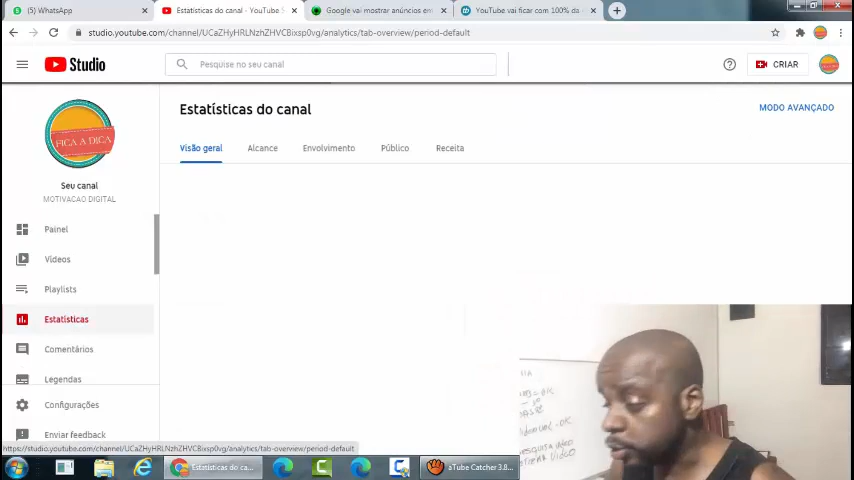 (5) WhatsApp
Estatísticas do canal - YouTube S
Google vai mostrar anúncios em
YouTube vai ficar com 100% da
studio.youtube.com/channel/UCaZHyHRLNzhZHVCBixsp0vg/analytics/tab-overview/period-default
Studio
Pesquise no seu canal
CRIAR
FICA A DICA
Seu canal
MOTIVACAO DIGITAL
Estatísticas do canal
MODO AVANÇADO
Visão geral
Alcance
Envolvimento
Público
Receita
Painel
Vídeos
Playlists
Estatísticas
Comentários
Legendas
Configurações
Enviar feedback
https://studio.youtube.com/channel/UCaZHyHRLNzhZHVCBixsp0vg/analytics/tab-overview/period-default
Estatísticas do ca...
aTube Catcher 3.8...